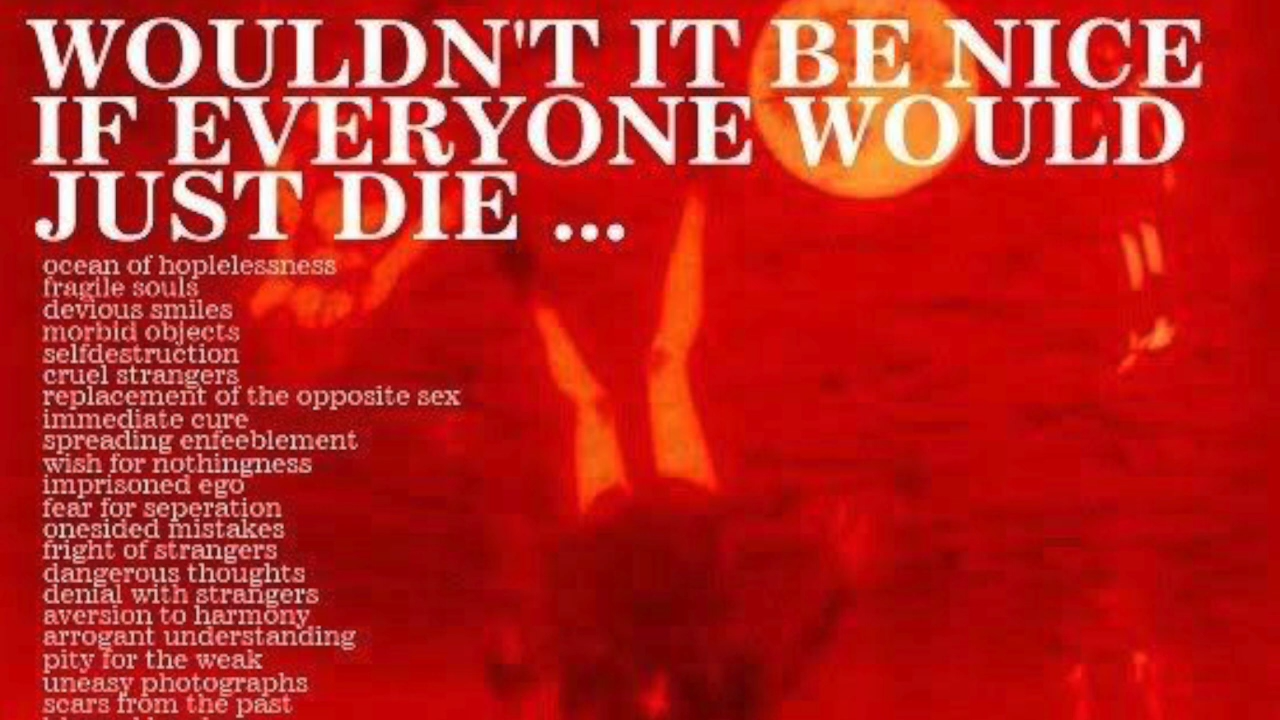 WOULDN'T IT BE NICE
IF EVERYONE WOULD
JUST DIE ...
ocean of hoplelessness
fragile souls
devious smiles
morbid objects
selfdestruction
cruel strangers
replacement of the opposite sex
immediate cure
spreading enfeeblement
wish for nothingness
imprisoned ego
fear for seperation
onesided mistakes
fright of strangers
dangerous thoughts
denial with strangers
aversion to harmony
arrogant understanding
pity for the weak
uneasy photographs
scars from the past